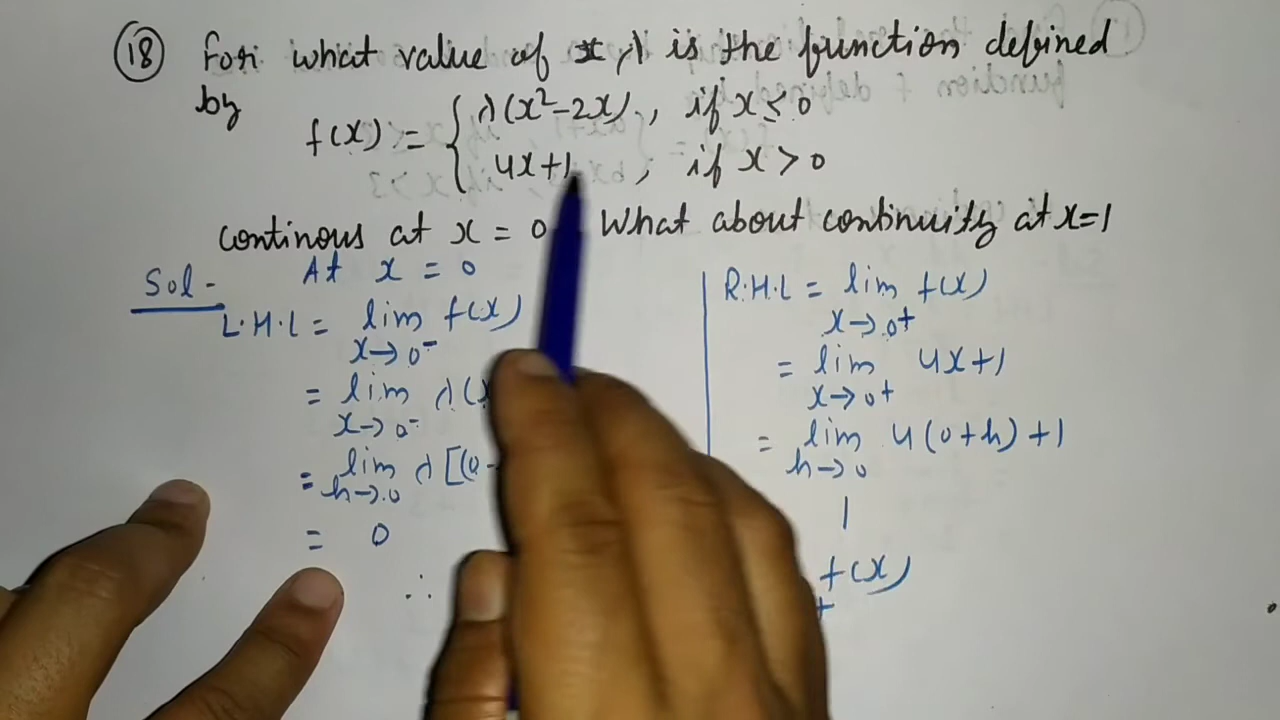 18 For what value of x, λ is the function defined
by
f(x) = { λ(x²-2x), if x ≤ 0
4x+1, if x > 0
continous at x = 0 What about continuity at x=1
Sol- At x = 0
L.H.L = lim f(x)
x→0⁻
= lim λ(
x→0⁻
= lim λ[(0-
h→0
= 0
∴
R.H.L = lim f(x)
x→0⁺
= lim 4x+1
x→0⁺
= lim 4(0+h)+1
h→0
1
f(x)
+